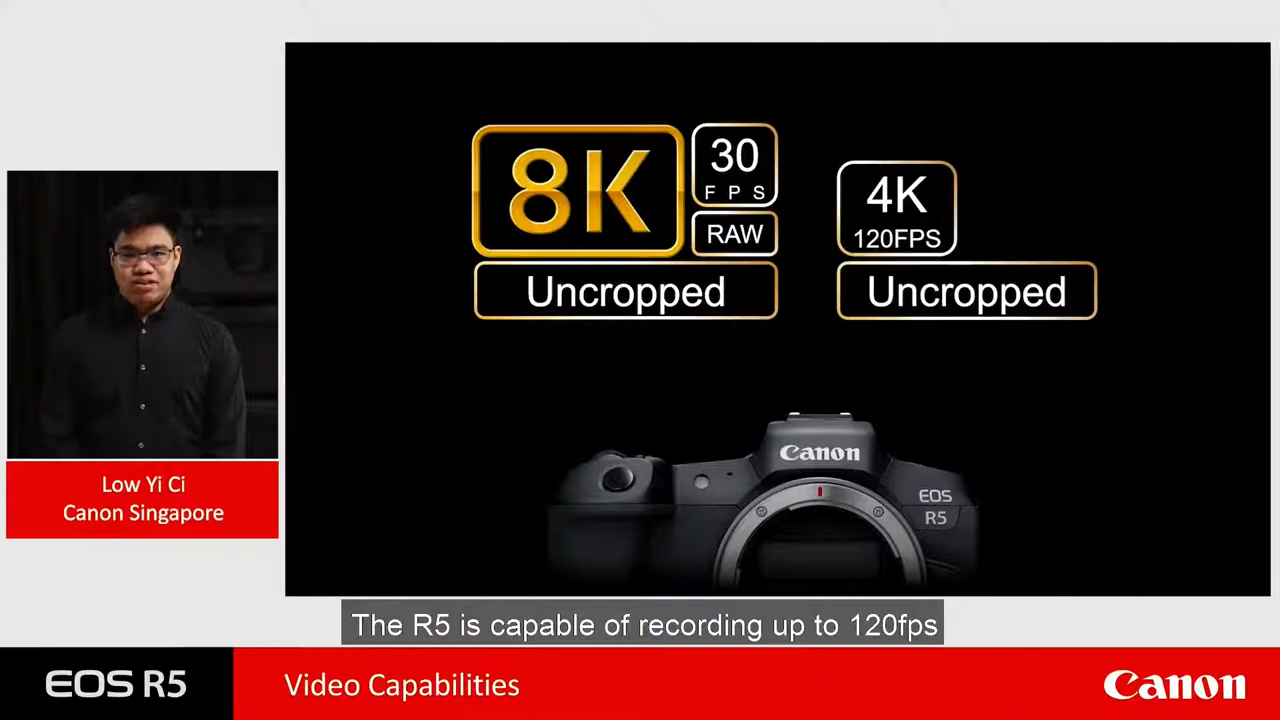 8K
30
F P S
RAW
Uncropped
4K
120FPS
Uncropped
Canon
EOS
R5
Low Yi Ci
Canon Singapore
The R5 is capable of recording up to 120fps
EOS R5
Video Capabilities
Canon